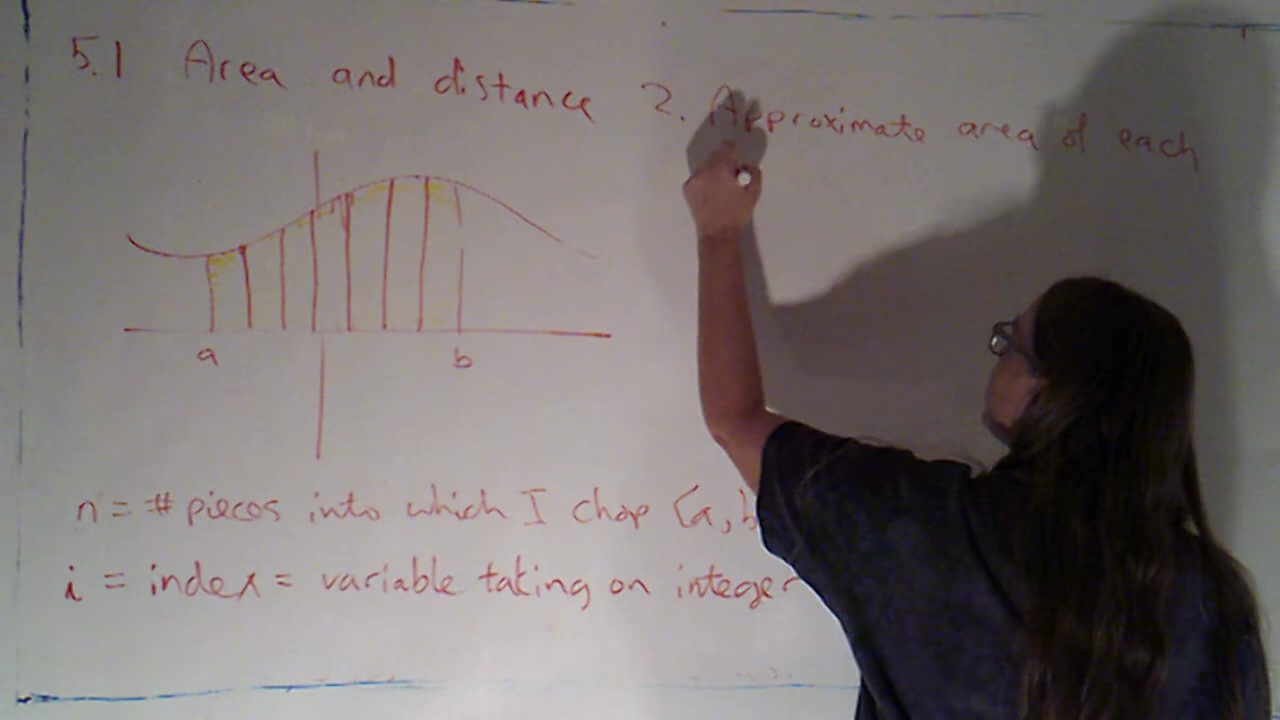 5.1 Area and distance
2. Approximate area of each
a b
n = # pieces into which I chop [a, b
i = index = variable taking on integer